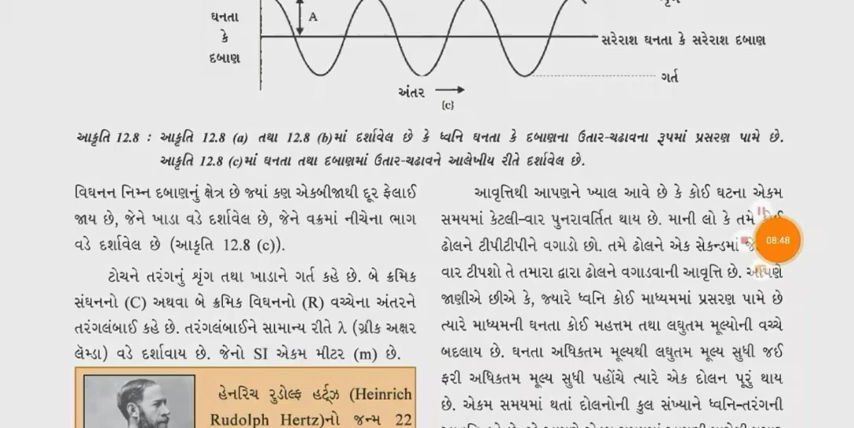 ઘનતા
કે
દબાણ
A
સરેરાશ ઘનતા કે સરેરાશ દબાણ
ગર્ત
અંતર
(c)
આકૃતિ 12.8 : આકૃતિ 12.8 (a) તથા 12.8 (b)માં દર્શાવેલ છે કે ધ્વનિ ઘનતા કે દબાણના ઉતાર-ચઢાવના રૂપમાં પ્રસરણ પામે છે.
આકૃતિ 12.8 (c)માં ઘનતા તથા દબાણમાં ઉતાર-ચઢાવને આલેખીય રીતે દર્શાવેલ છે.
વિઘનન નિમ્ન દબાણનું ક્ષેત્ર છે જ્યાં કણ એકબીજાથી દૂર ફેલાઈ
જાય છે, જેને ખાડા વડે દર્શાવેલ છે, જેને વક્રમાં નીચેના ભાગ
વડે દર્શાવેલ છે (આકૃતિ 12.8 (c)).
ટોચને તરંગનું શૃંગ તથા ખાડાને ગર્ત કહે છે. બે ક્રમિક
સંઘનનો (C) અથવા બે ક્રમિક વિઘનનો (R) વચ્ચેના અંતરને
તરંગલંબાઈ કહે છે. તરંગલંબાઈને સામાન્ય રીતે λ (ગ્રીક અક્ષર
લૅમ્ડા) વડે દર્શાવાય છે. જેનો SI એકમ મીટર (m) છે.
હેનરિચ રુડોલ્ફ હર્ટ્ઝ (Heinrich
Rudolph Hertz)નો જન્મ 22
આવૃત્તિથી આપણને ખ્યાલ આવે છે કે કોઈ ઘટના એકમ
સમયમાં કેટલી-વાર પુનરાવર્તિત થાય છે. માની લો કે તમે
ઢોલને ટીપીટીપીને વગાડો છો. તમે ઢોલને એક સેકન્ડમાં
વાર ટીપશો તે તમારા દ્વારા ઢોલને વગાડવાની આવૃત્તિ છે. આપણે
જાણીએ છીએ કે, જ્યારે ધ્વનિ કોઈ માધ્યમમાં પ્રસરણ પામે છે
ત્યારે માધ્યમની ઘનતા કોઈ મહત્તમ તથા લઘુતમ મૂલ્યોની વચ્ચે
બદલાય છે. ઘનતા અધિકતમ મૂલ્યથી લઘુતમ મૂલ્ય સુધી જઈ
ફરી અધિકતમ મૂલ્ય સુધી પહોંચે ત્યારે એક દોલન પૂરું થાય
છે. એકમ સમયમાં થતાં દોલનોની કુલ સંખ્યાને ધ્વનિ-તરંગની
08:48